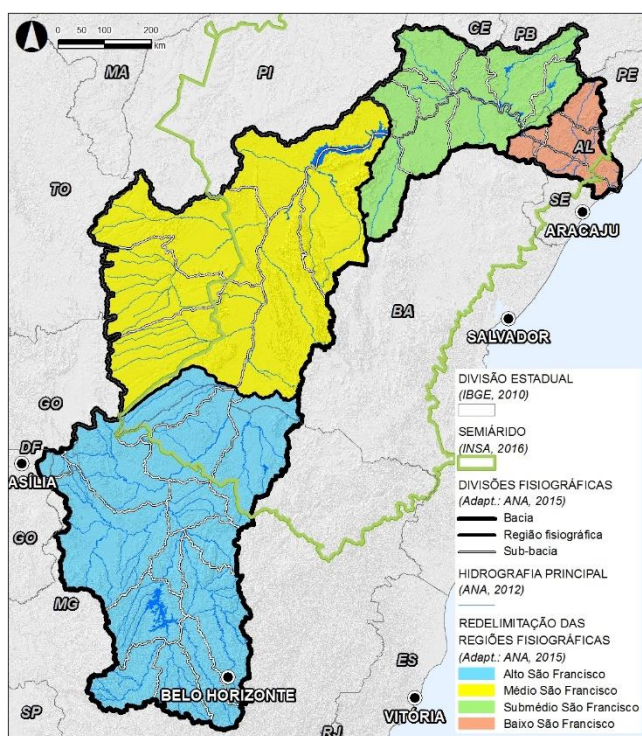 0 50 100 200
km
CE
PB
MA
PI
PE
AL
TO
SE
ARACAJU
BA
SALVADOR
GO
DF
ASÍLIA
GO
MG
BELO HORIZONTE
ES
VITÓRIA
SP
RJ
DIVISÃO ESTADUAL
(IBGE, 2010)
SEMIÁRIDO
(INSA, 2016)
DIVISÕES FISIOGRÁFICAS
(Adapt.: ANA, 2015)
Bacia
Região fisiográfica
Sub-bacia
HIDROGRAFIA PRINCIPAL
(ANA, 2012)
REDELIMITAÇÃO DAS
REGIÕES FISIOGRÁFICAS
(Adapt.: ANA, 2015)
Alto São Francisco
Médio São Francisco
Submédio São Francisco
Baixo São Francisco